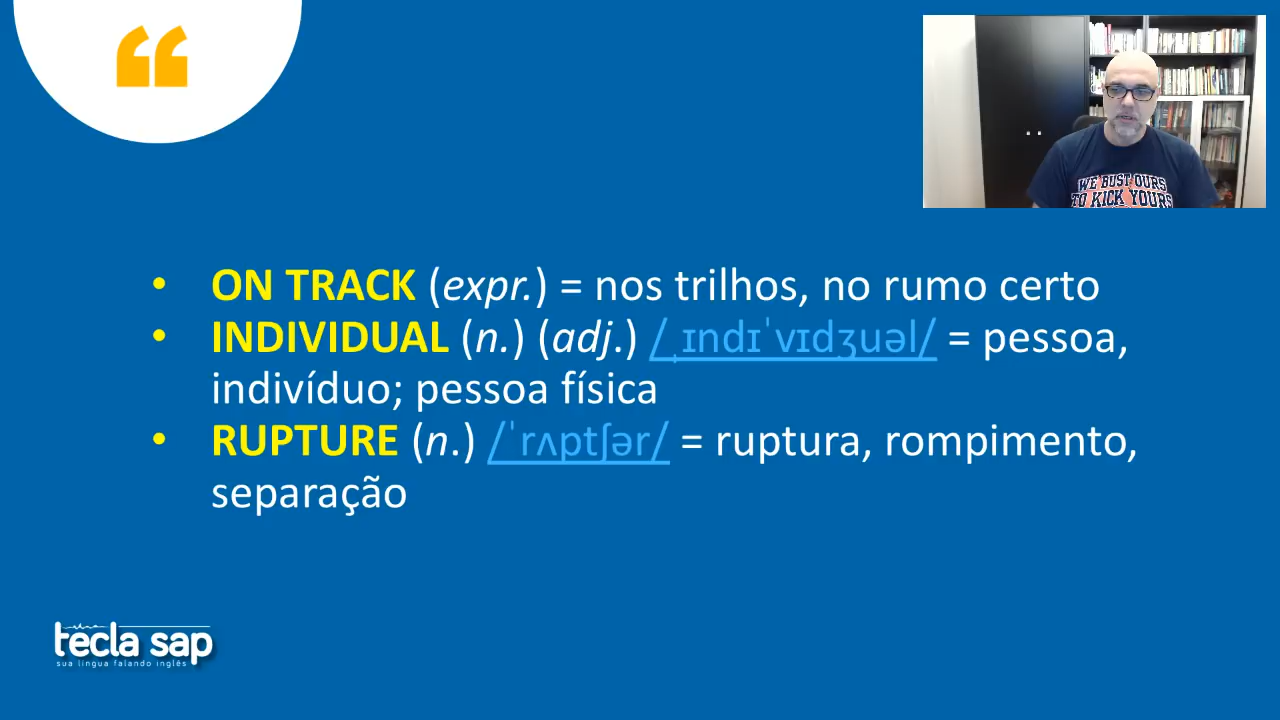 “
WE BUST OURS
TO KICK YOURS
• ON TRACK (expr.) = nos trilhos, no rumo certo
• INDIVIDUAL (n.) (adj.) /ˌɪndɪˈvɪdʒuəl/ = pessoa,
indivíduo; pessoa física
• RUPTURE (n.) /ˈrʌptʃər/ = ruptura, rompimento,
separação
tecla sap
sua língua falando inglês